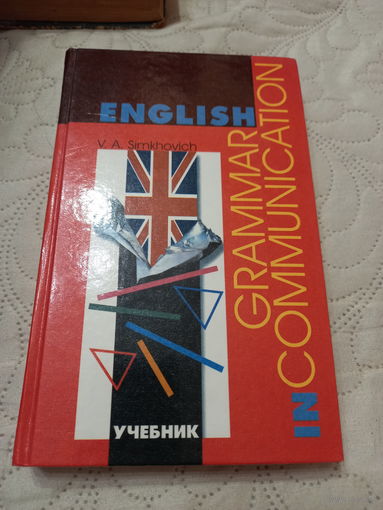 ENGLISH
V. A. Simkhovich
GRAMMAR
IN COMMUNICATION
УЧЕБНИК